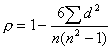 ρ = 1 − 6∑d² / n(n² − 1)